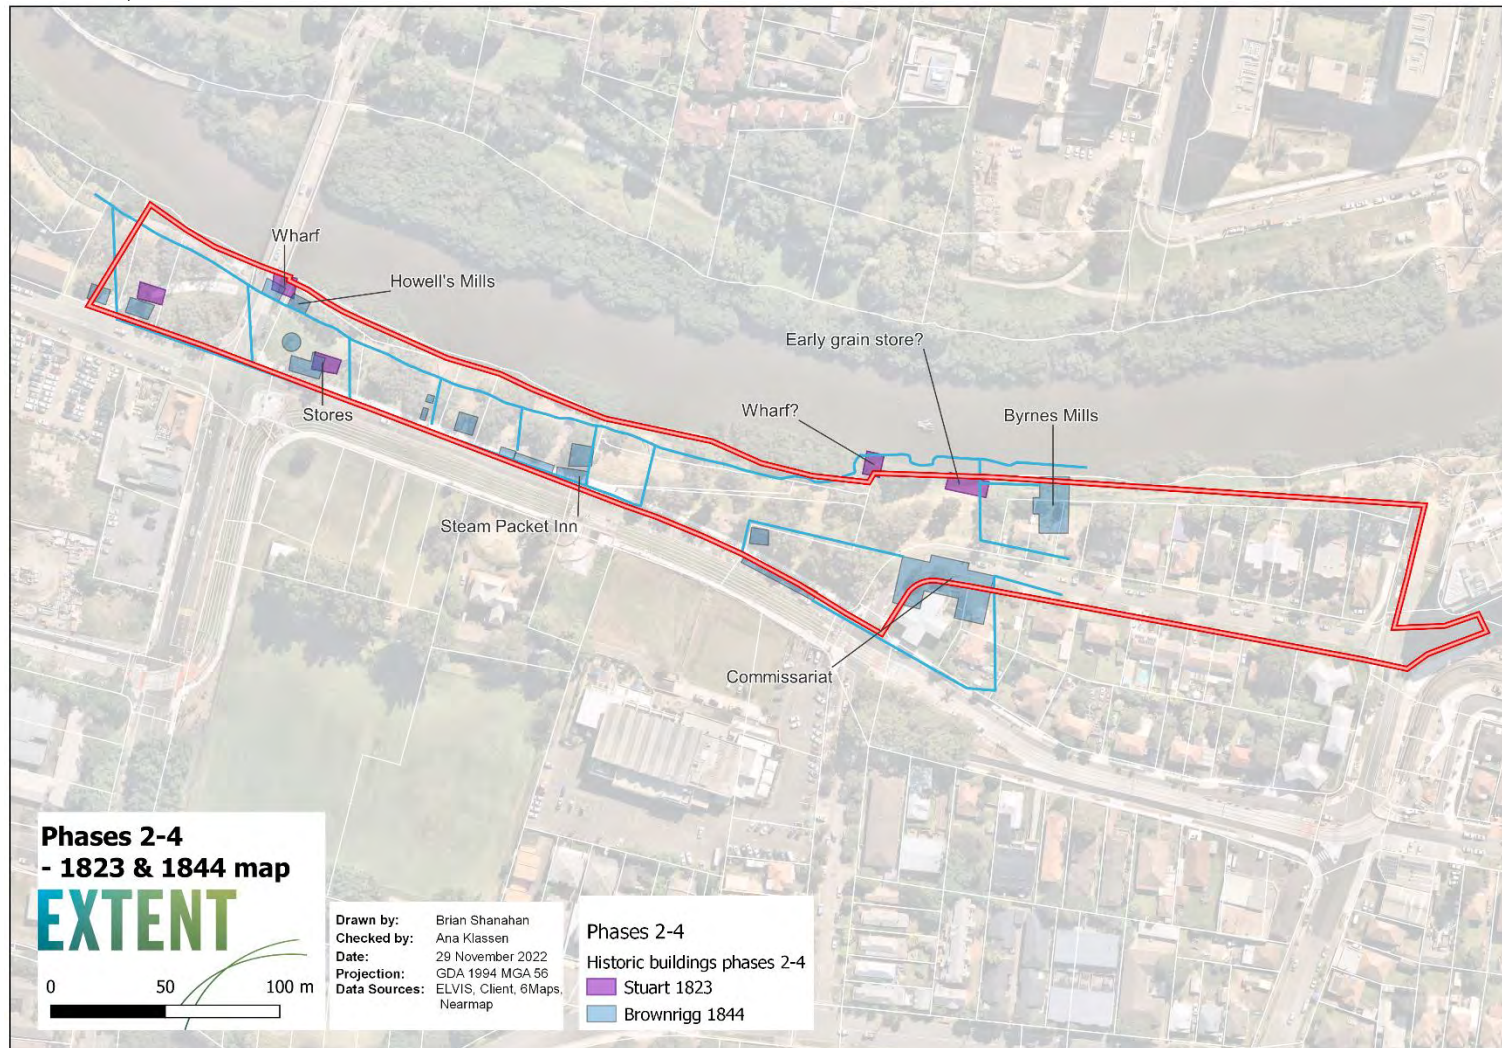 Wharf
Howell's Mills
Early grain store?
Stores
Wharf?
Byrnes Mills
Steam Packet Inn
Commissariat
Phases 2-4
- 1823 & 1844 map
EXTENT
0 50 100 m
Drawn by: Brian Shanahan
Checked by: Ana Klassen
Date: 29 November 2022
Projection: GDA 1994 MGA 56
Data Sources: ELVIS, Client, 6Maps,
Nearmap
Phases 2-4
Historic buildings phases 2-4
Stuart 1823
Brownrigg 1844